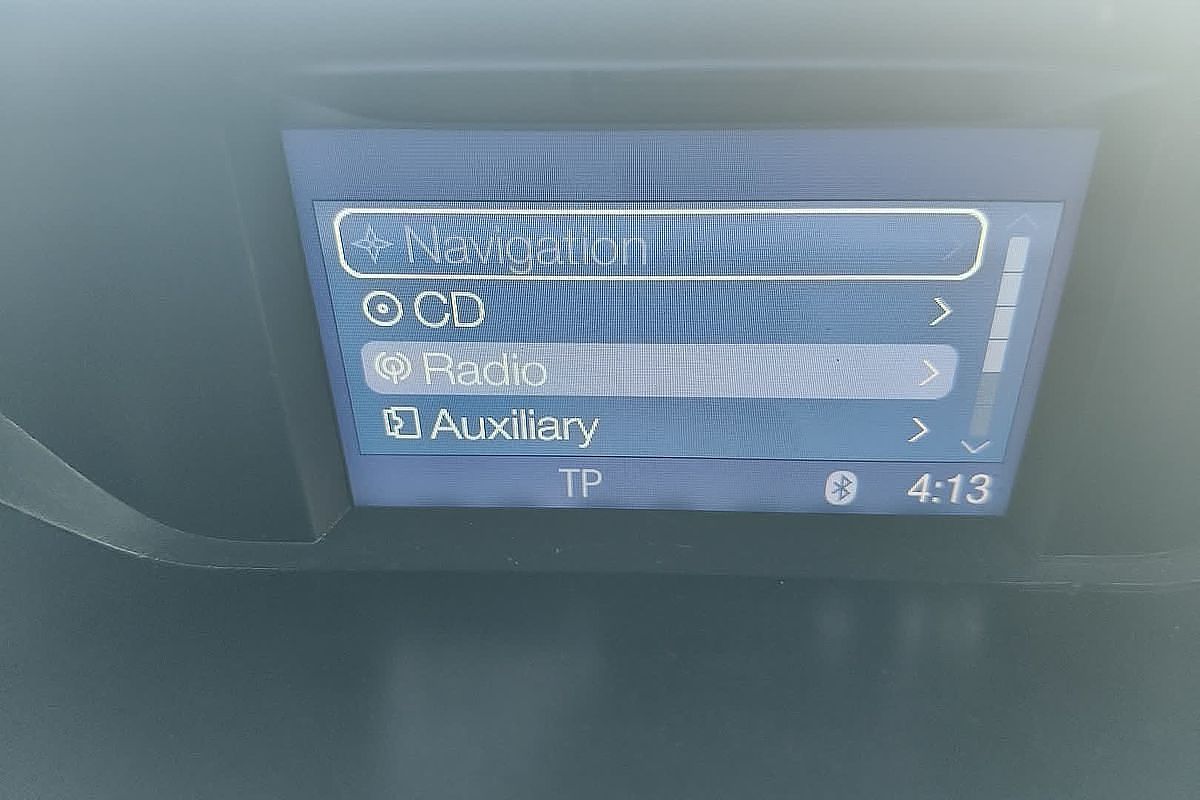 Navigation
CD
Radio
Auxiliary
TP 4:13